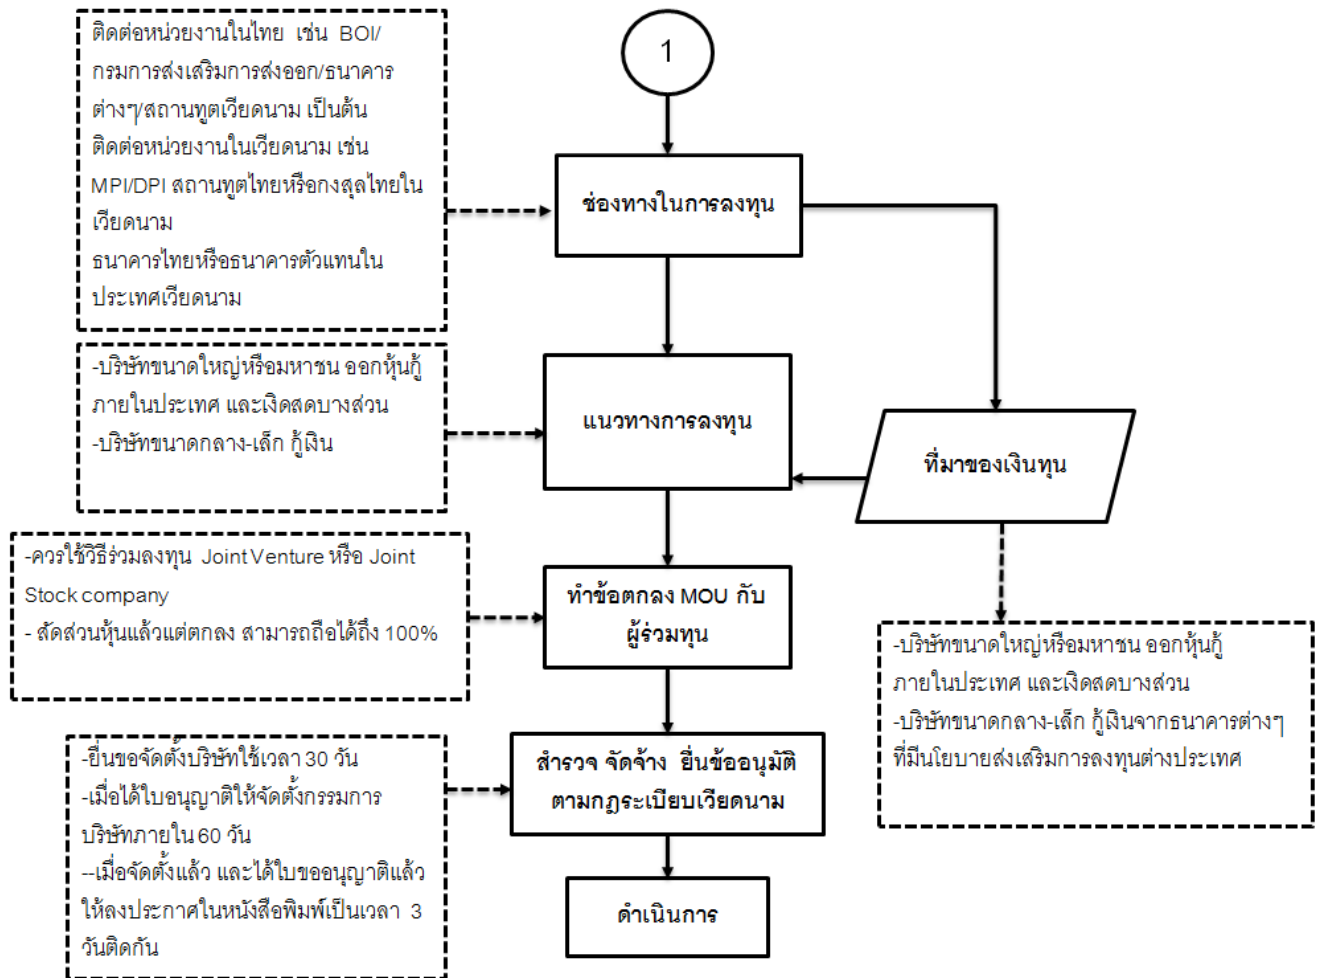 1
ติดต่อหน่วยงานในไทย เช่น BOI/
กรมการส่งเสริมการส่งออก/ธนาคาร
ต่างๆ/สถานทูตเวียดนาม เป็นต้น
ติดต่อหน่วยงานในเวียดนาม เช่น
MPI/DPI สถานทูตไทยหรือกงสุลไทยใน
เวียดนาม
ธนาคารไทยหรือธนาคารตัวแทนใน
ประเทศเวียดนาม
ช่องทางในการลงทุน
-บริษัทขนาดใหญ่หรือมหาชน ออกหุ้นกู้
ภายในประเทศ และเงิดสดบางส่วน
-บริษัทขนาดกลาง-เล็ก กู้เงิน
แนวทางการลงทุน
ที่มาของเงินทุน
-ควรใช้วิธีร่วมลงทุน Joint Venture หรือ Joint
Stock company
- สัดส่วนหุ้นแล้วแต่ตกลง สามารถถือได้ถึง 100%
ทำข้อตกลง MOU กับ
ผู้ร่วมทุน
-บริษัทขนาดใหญ่หรือมหาชน ออกหุ้นกู้
ภายในประเทศ และเงิดสดบางส่วน
-บริษัทขนาดกลาง-เล็ก กู้เงินจากธนาคารต่างๆ
ที่มีนโยบายส่งเสริมการลงทุนต่างประเทศ
-ยื่นขอจัดตั้งบริษัทใช้เวลา 30 วัน
-เมื่อได้ใบอนุญาติให้จัดตั้งกรรมการ
บริษัทภายใน 60 วัน
--เมื่อจัดตั้งแล้ว และได้ใบขออนุญาติแล้ว
ให้ลงประกาศในหนังสือพิมพ์เป็นเวลา 3
วันติดกัน
สำรวจ จัดจ้าง ยื่นข้ออนุมัติ
ตามกฎระเบียบเวียดนาม
ดำเนินการ